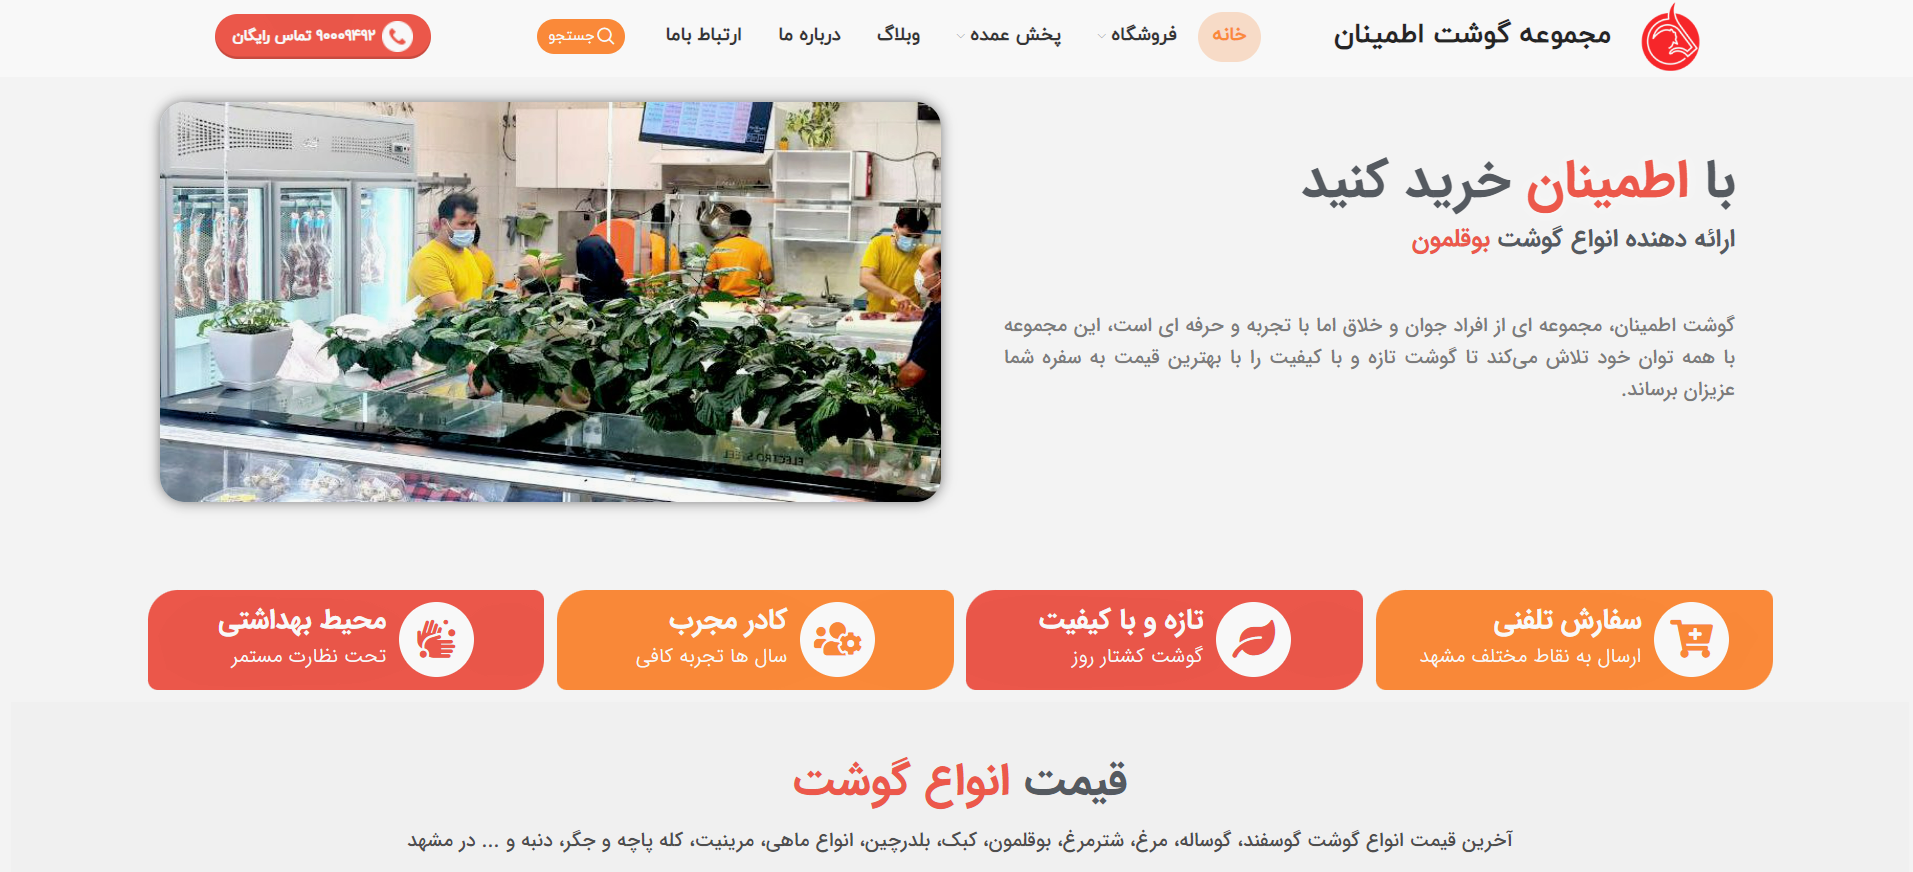 مجموعه گوشت اطمینان
خانه
فروشگاه
پخش عمده
وبلاگ
درباره ما
ارتباط باما
جستجو
۹۰۰۰۹۴۹۲ تماس رایگان
با اطمینان خرید کنید
ارائه دهنده انواع گوشت بوقلمون
گوشت اطمینان، مجموعه ای از افراد جوان و خلاق اما با تجربه و حرفه ای است، این مجموعه
با همه توان خود تلاش می‌کند تا گوشت تازه و با کیفیت را با بهترین قیمت به سفره شما
عزیزان برساند.
ELECTRO STEEL
سفارش تلفنی
ارسال به نقاط مختلف مشهد
تازه و با کیفیت
گوشت کشتار روز
کادر مجرب
سال ها تجربه کافی
محیط بهداشتی
تحت نظارت مستمر
قیمت انواع گوشت
آخرین قیمت انواع گوشت گوسفند، گوساله، مرغ، شترمرغ، بوقلمون، کبک، بلدرچین، انواع ماهی، مرینیت، کله پاچه و جگر، دنبه و ... در مشهد